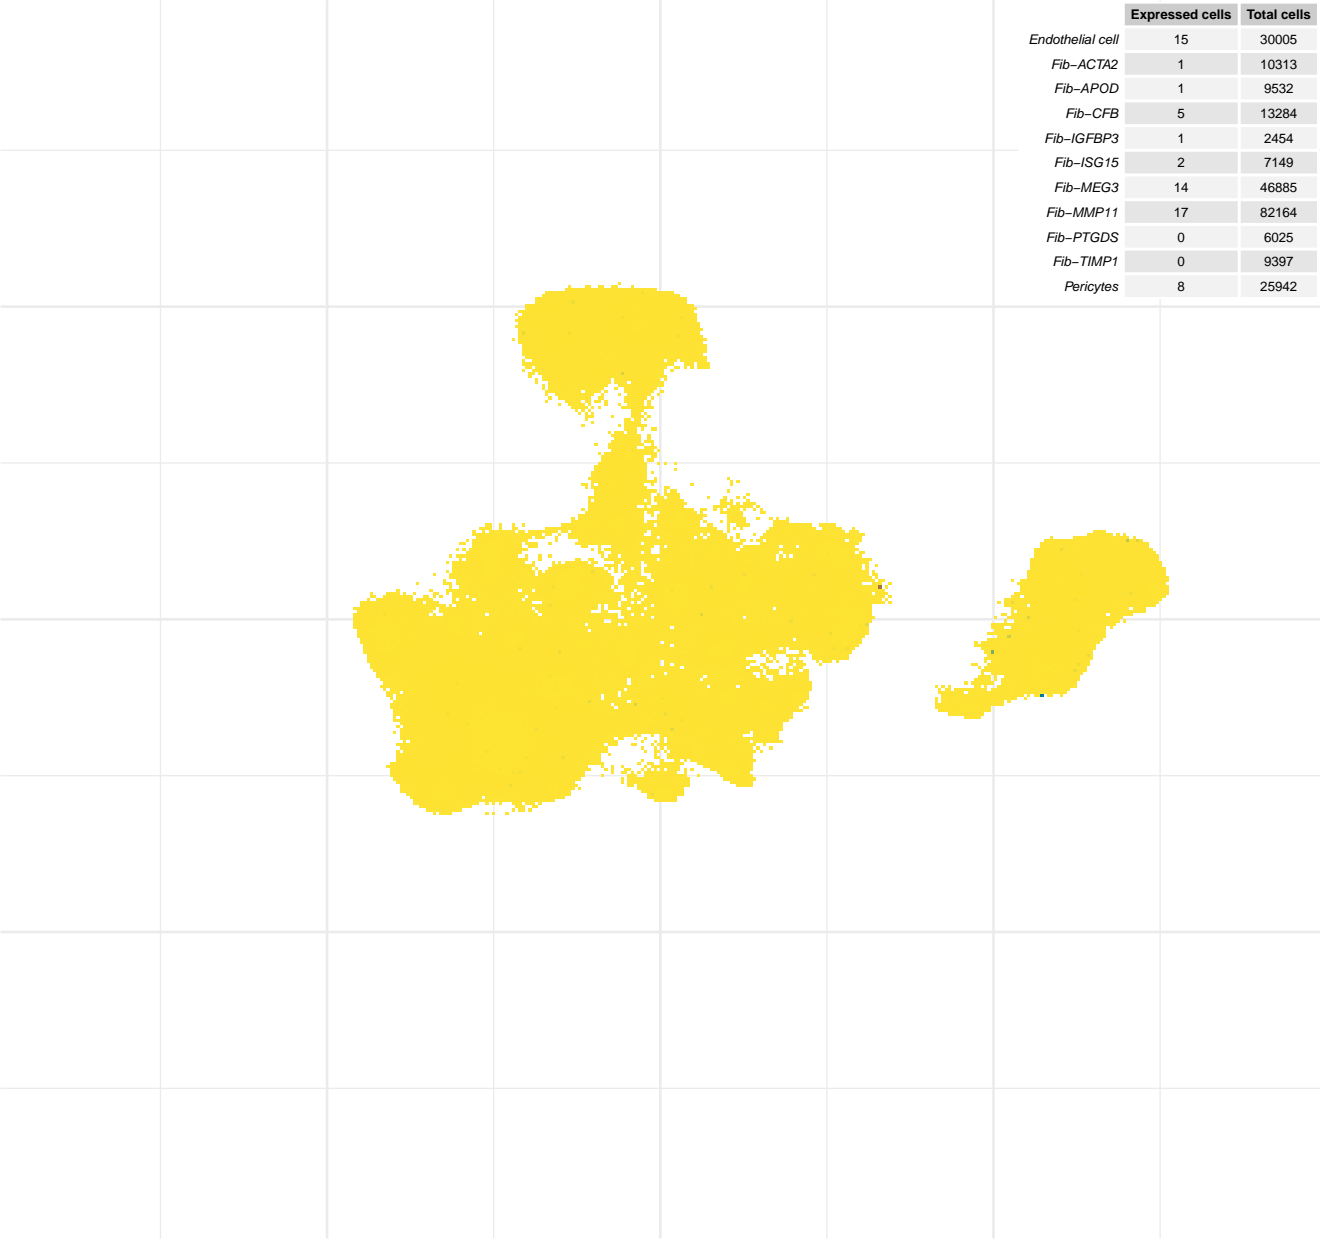 Expressed cells Total cells
Endothelial cell 15 30005
Fib−ACTA2 1 10313
Fib−APOD 1 9532
Fib−CFB 5 13284
Fib−IGFBP3 1 2454
Fib−ISG15 2 7149
Fib−MEG3 14 46885
Fib−MMP11 17 82164
Fib−PTGDS 0 6025
Fib−TIMP1 0 9397
Pericytes 8 25942